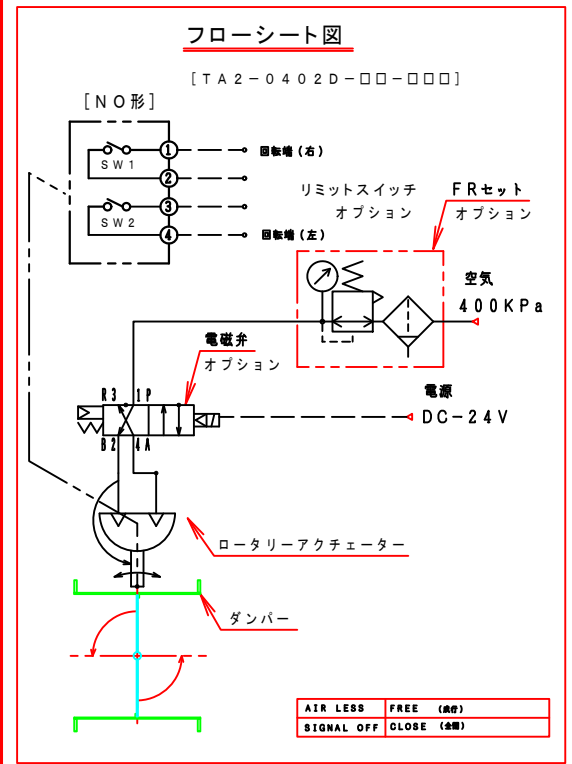 フローシート図
[TA2-0402D-□□-□□□]
[NO形]
1
SW1
2
3
SW2
4
回転端(右)
回転端(左)
リミットスイッチ
オプション
FRセット
オプション
空気
400KPa
電磁弁
オプション
R3 1P
B2 4A
電源
DC-24V
ロータリーアクチェーター
ダンパー
AIR LESS FREE
SIGNAL OFF CLOSE